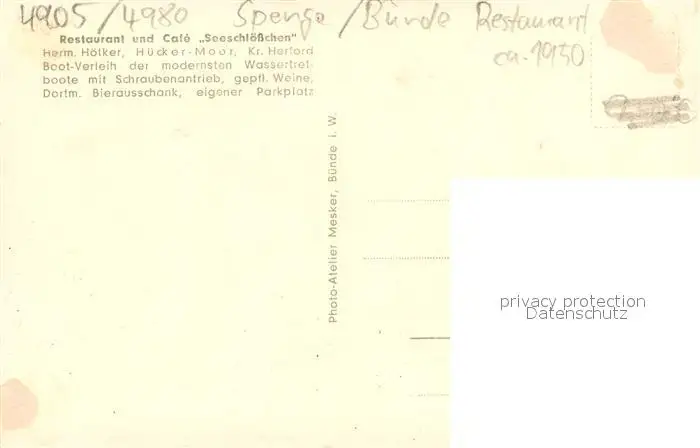 4905/4980 Spenge/Bünde Restaurant
ca. 1950
Restaurant und Café „Seeschlößchen“
Herm. Hölker, Hücker-Moor, Kr. Herford
Boot-Verleih der modernsten Wassertret-
boote mit Schraubenantrieb, gepfl. Weine,
Dortm. Bierausschank, eigener Parkplatz
Photo-Atelier Mesker, Bünde i. W.
privacy protection
Datenschutz